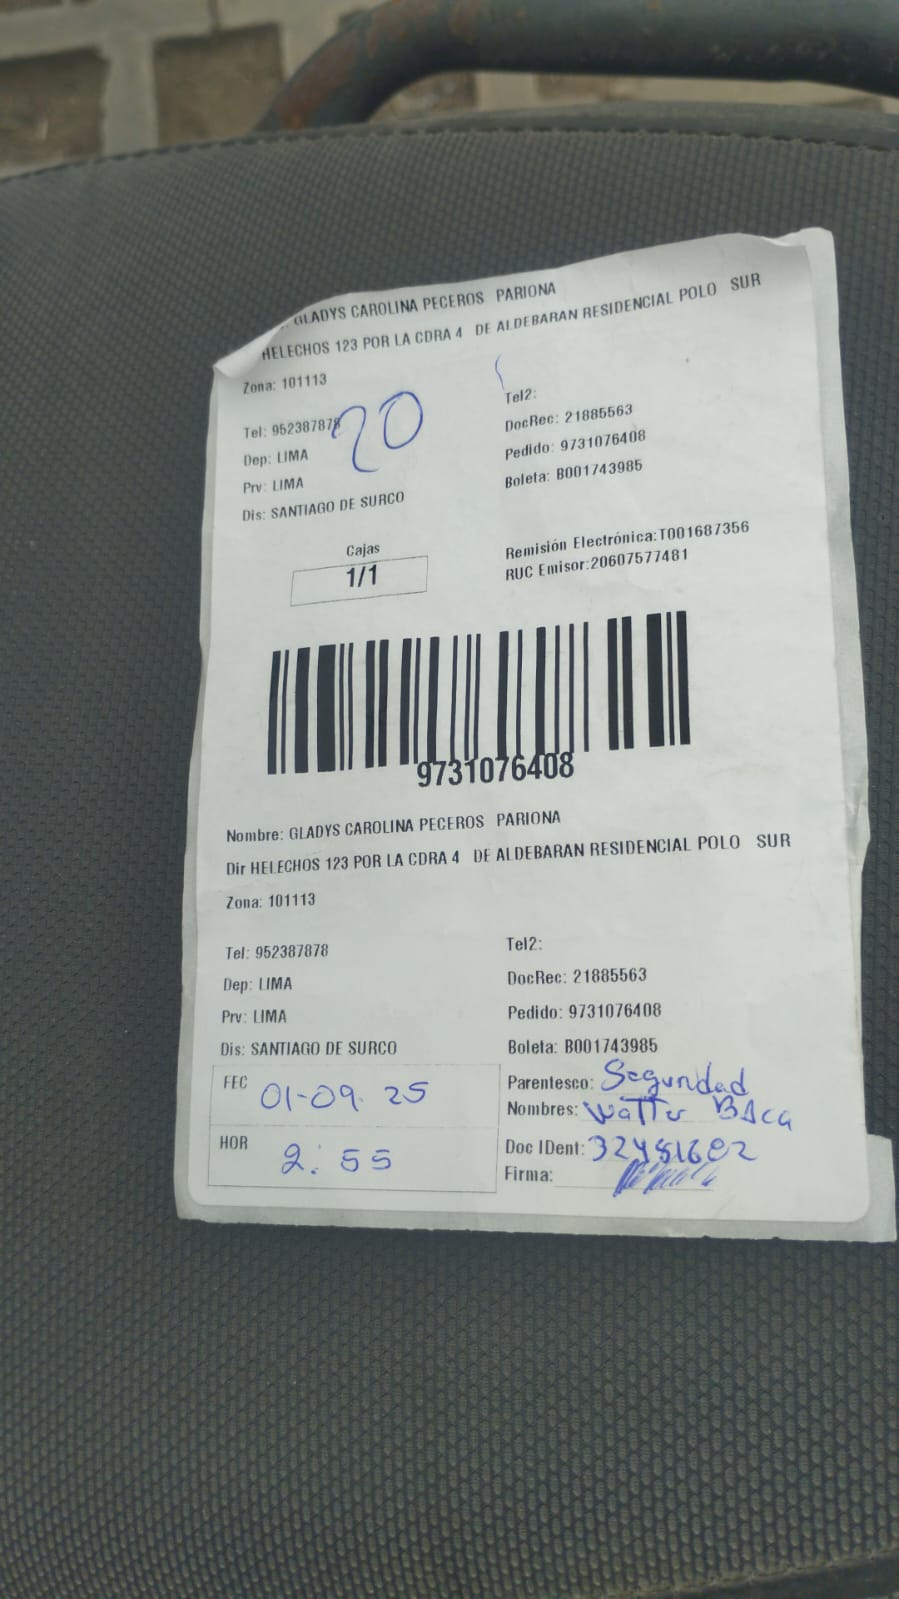 GLADYS CAROLINA PECEROS PARIONA
HELECHOS 123 POR LA CDRA 4 DE ALDEBARAN RESIDENCIAL POLO SUR
Zona: 101113
Tel: 952387878
20
Tel2:
Dep: LIMA
DocRec: 21885563
Prv: LIMA
Pedido: 9731076408
Dis: SANTIAGO DE SURCO
Boleta: B001743985
Cajas
1/1
Remisión Electrónica:T001687356
RUC Emisor:20607577481
9731076408
Nombre: GLADYS CAROLINA PECEROS PARIONA
Dir HELECHOS 123 POR LA CDRA 4 DE ALDEBARAN RESIDENCIAL POLO SUR
Zona: 101113
Tel: 952387878
Tel2:
Dep: LIMA
DocRec: 21885563
Prv: LIMA
Pedido: 9731076408
Dis: SANTIAGO DE SURCO
Boleta: B001743985
FEC 01-09-25
Parentesco: Seguridad
Nombres: Walter BAca
HOR 2:55
Doc IDent:
Firma: